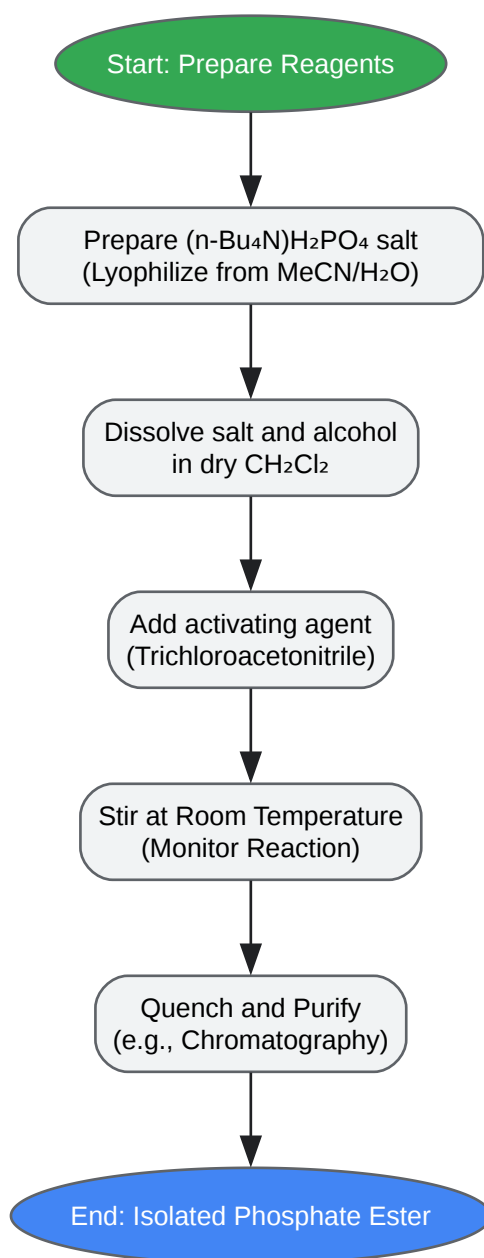 Start: Prepare Reagents
Prepare (n-Bu₄N)H₂PO₄ salt
(Lyophilize from MeCN/H₂O)
Dissolve salt and alcohol
in dry CH₂Cl₂
Add activating agent
(Trichloroacetonitrile)
Stir at Room Temperature
(Monitor Reaction)
Quench and Purify
(e.g., Chromatography)
End: Isolated Phosphate Ester